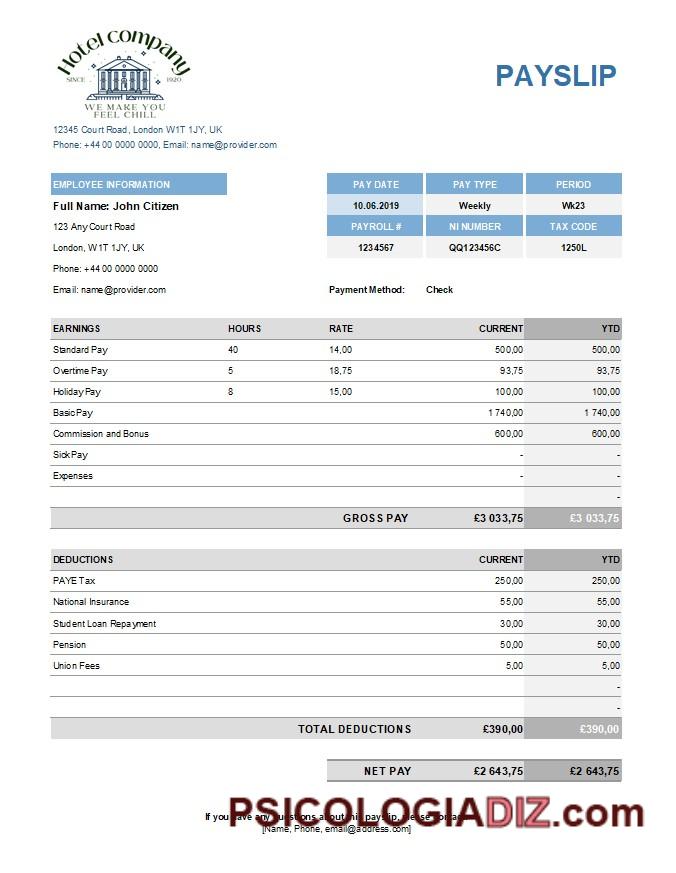 Hotel Company
SINCE 1920
WE MAKE YOU
FEEL CHILL
PAYSLIP
12345 Court Road, London W1T 1JY, UK
Phone: +44 00 0000 0000, Email: name@provider.com
EMPLOYEE INFORMATION PAY DATE PAY TYPE PERIOD
Full Name: John Citizen 10.06.2019 Weekly Wk23
123 Any Court Road PAYROLL # NI NUMBER TAX CODE
London, W1T 1JY, UK 1234567 QQ123456C 1250L
Phone: +44 00 0000 0000
Email: name@provider.com Payment Method: Check
EARNINGS HOURS RATE CURRENT YTD
Standard Pay 40 14,00 500,00 500,00
Overtime Pay 5 18,75 93,75 93,75
Holiday Pay 8 15,00 100,00 100,00
Basic Pay 1 740,00 1 740,00
Commission and Bonus 600,00 600,00
Sick Pay - -
Expenses - -
-
GROSS PAY £3 033,75 £3 033,75
DEDUCTIONS CURRENT YTD
PAYE Tax 250,00 250,00
National Insurance 55,00 55,00
Student Loan Repayment 30,00 30,00
Pension 50,00 50,00
Union Fees 5,00 5,00
-
-
TOTAL DEDUCTIONS £390,00 £390,00
NET PAY £2 643,75 £2 643,75
If you have any questions about this payslip, please contact:
PSICOLOGIADIZ.com
[Name, Phone, email@address.com]